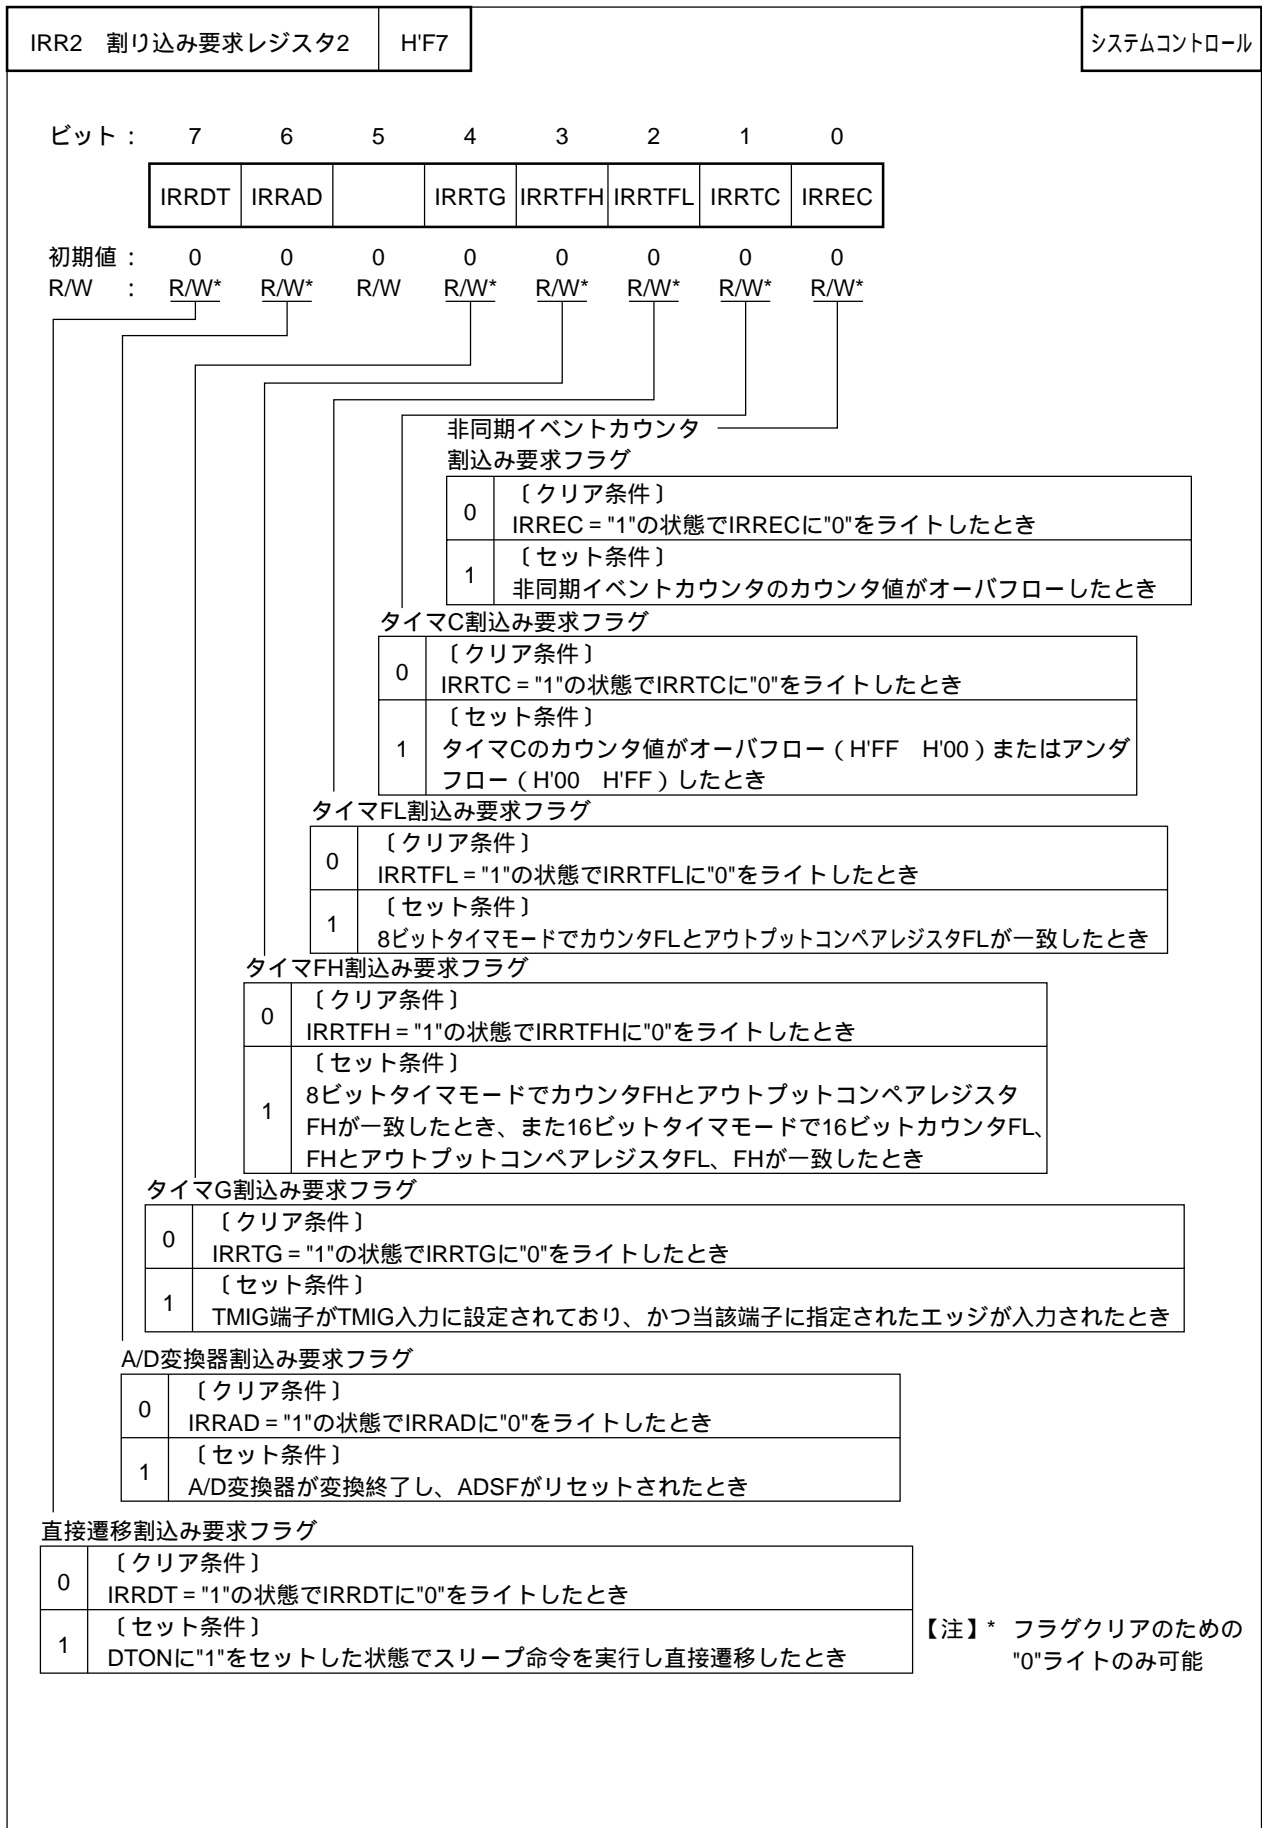 IRR2 割り込み要求レジスタ2 H'F7 システムコントロール
ビット： 7 6 5 4 3 2 1 0
IRRDT IRRAD IRRTG IRRTFH IRRTFL IRRTC IRREC
初期値： 0 0 0 0 0 0 0 0
R/W ： R/W* R/W* R/W R/W* R/W* R/W* R/W* R/W*
非同期イベントカウンタ
割込み要求フラグ
〔クリア条件〕
0 IRREC＝"1"の状態でIRRECに"0"をライトしたとき
〔セット条件〕
1 非同期イベントカウンタのカウンタ値がオーバフローしたとき
タイマC割込み要求フラグ
〔クリア条件〕
0 IRRTC＝"1"の状態でIRRTCに"0"をライトしたとき
〔セット条件〕
1 タイマCのカウンタ値がオーバフロー（H'FF H'00）またはアンダ
フロー（H'00 H'FF）したとき
タイマFL割込み要求フラグ
〔クリア条件〕
0 IRRTFL＝"1"の状態でIRRTFLに"0"をライトしたとき
〔セット条件〕
1 8ビットタイマモードでカウンタFLとアウトプットコンペアレジスタFLが一致したとき
タイマFH割込み要求フラグ
〔クリア条件〕
0 IRRTFH＝"1"の状態でIRRTFHに"0"をライトしたとき
〔セット条件〕
8ビットタイマモードでカウンタFHとアウトプットコンペアレジスタ
1 FHが一致したとき、また16ビットタイマモードで16ビットカウンタFL、
FHとアウトプットコンペアレジスタFL、FHが一致したとき
タイマG割込み要求フラグ
〔クリア条件〕
0 IRRTG＝"1"の状態でIRRTGに"0"をライトしたとき
〔セット条件〕
1 TMIG端子がTMIG入力に設定されており、かつ当該端子に指定されたエッジが入力されたとき
A/D変換器割込み要求フラグ
〔クリア条件〕
0 IRRAD＝"1"の状態でIRRADに"0"をライトしたとき
〔セット条件〕
1 A/D変換器が変換終了し、ADSFがリセットされたとき
直接遷移割込み要求フラグ
〔クリア条件〕
0 IRRDT＝"1"の状態でIRRDTに"0"をライトしたとき
〔セット条件〕
1 DTONに"1"をセットした状態でスリープ命令を実行し直接遷移したとき
【注】* フラグクリアのための
"0"ライトのみ可能